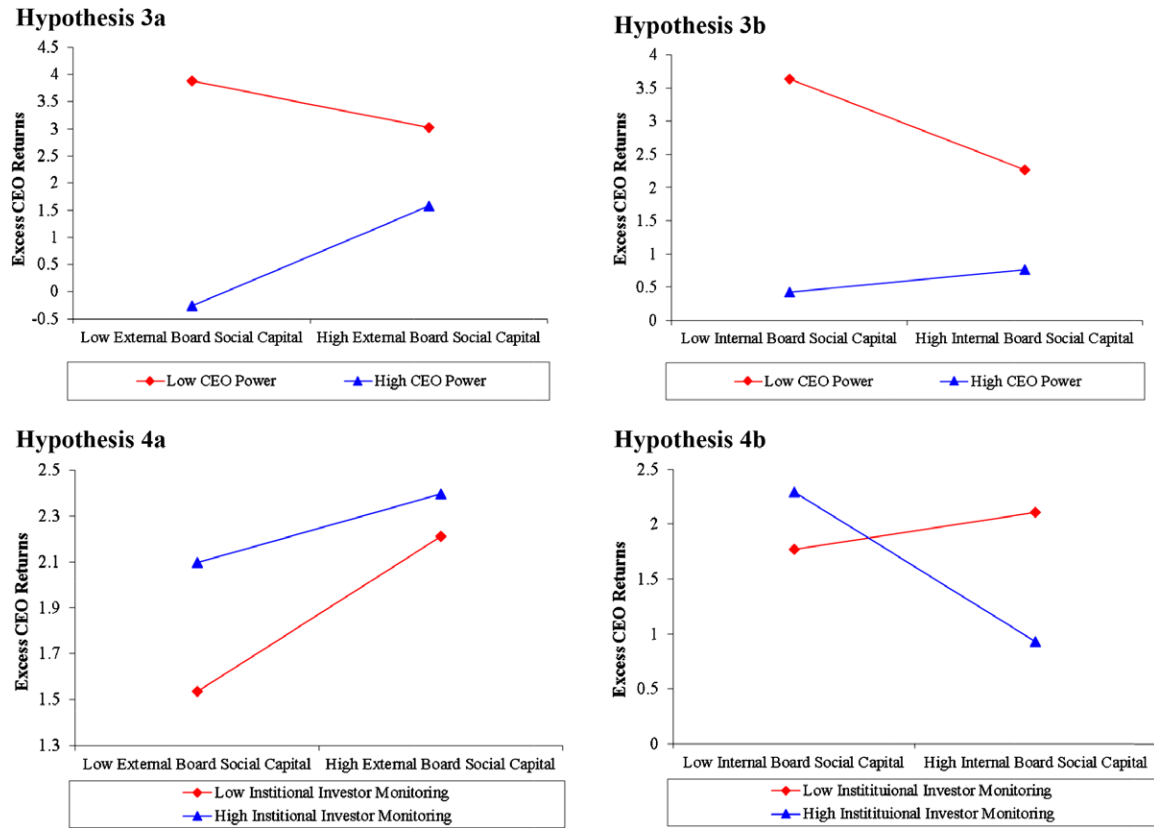 Hypothesis 3a
4.5
4
3.5
3
2.5
2
1.5
1
0.5
0
-0.5
Excess CEO Returns
Low External Board Social Capital High External Board Social Capital
Low CEO Power High CEO Power
Hypothesis 3b
4
3.5
3
2.5
2
1.5
1
0.5
0
Excess CEO Returns
Low Internal Board Social Capital High Internal Board Social Capital
Low CEO Power High CEO Power
Hypothesis 4a
2.5
2.3
2.1
1.9
1.7
1.5
1.3
Excess CEO Returns
Low External Board Social Capital High External Board Social Capital
Low Institional Investor Monitoring
High Institional Investor Monitoring
Hypothesis 4b
2.5
2
1.5
1
0.5
0
Excess CEO Returns
Low Internal Board Social Capital High Internal Board Social Capital
Low Instituitional Investor Monitoring
High Instituitional Investor Monitoring